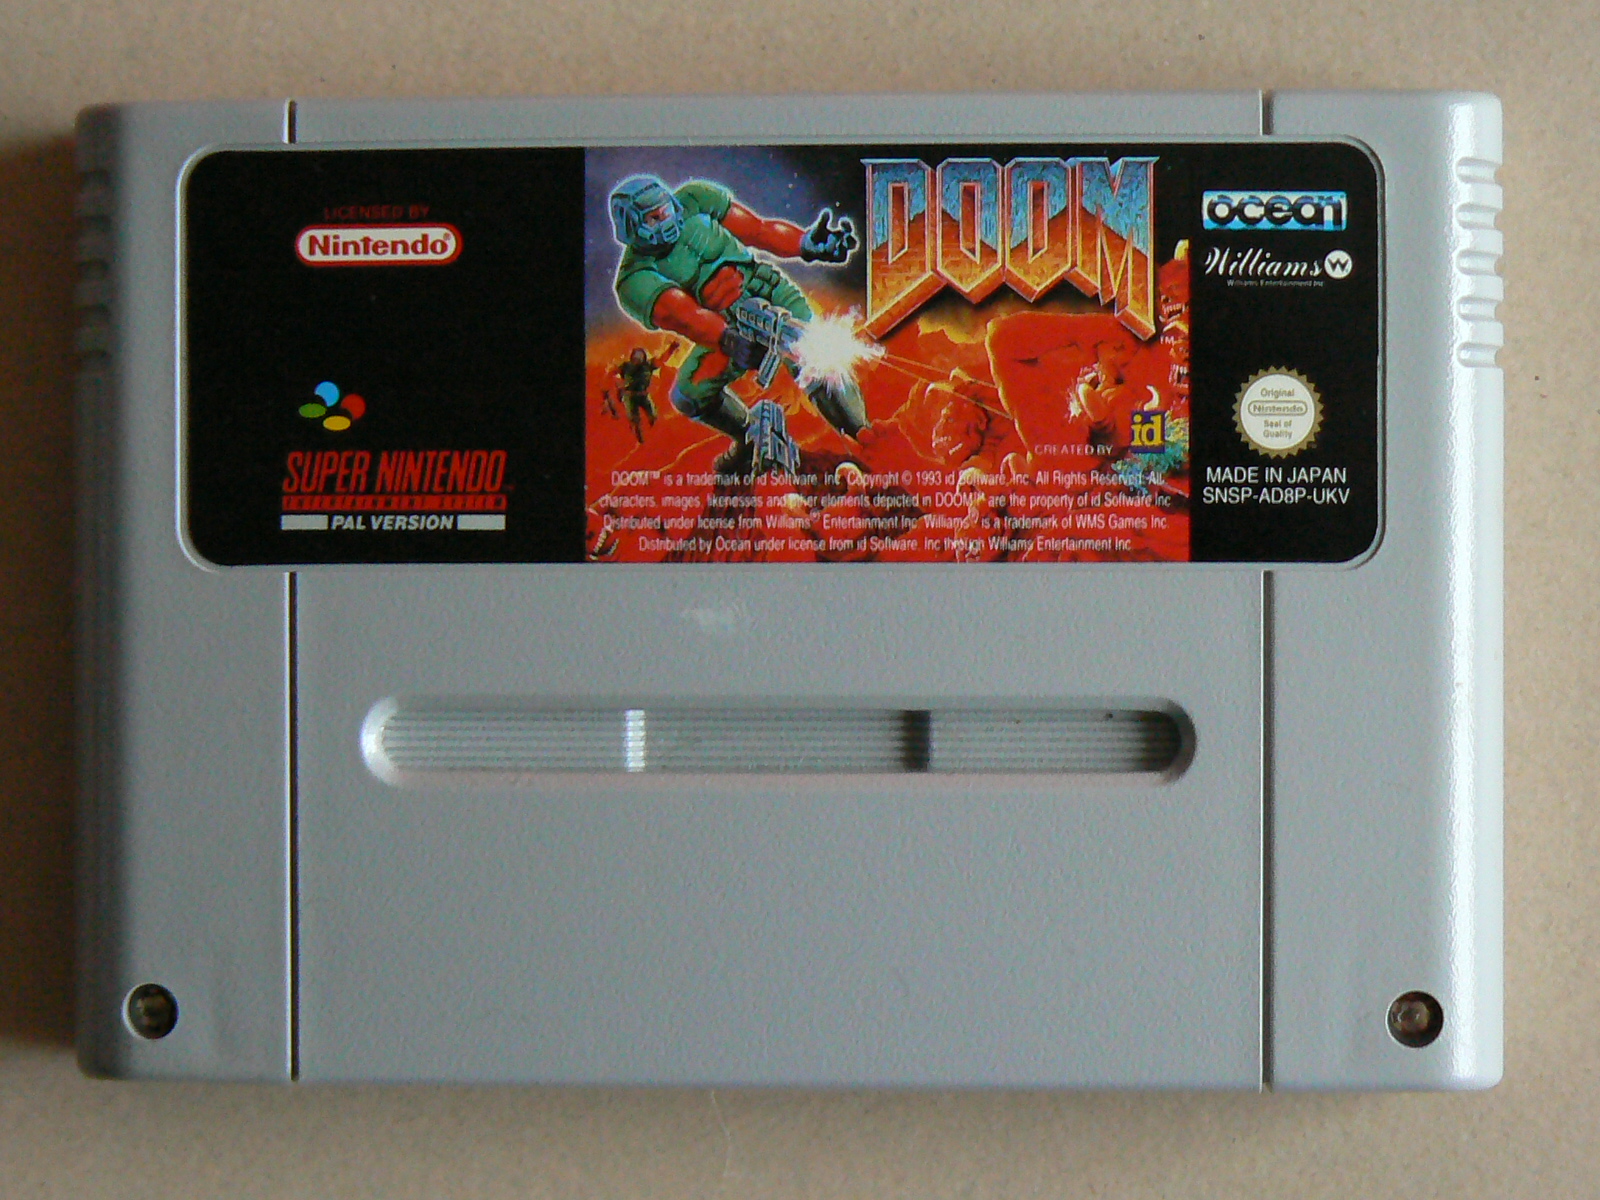 LICENSED BY
Nintendo
SUPER NINTENDO
ENTERTAINMENT SYSTEM
PAL VERSION
DOOM
TM
CREATED BY id
DOOM™ is a trademark of id Software, Inc. Copyright © 1993 id Software, Inc. All Rights Reserved. All
characters, images, likenesses and other elements depicted in DOOM™ are the property of id Software Inc.
Distributed under license from Williams® Entertainment Inc. Williams® is a trademark of WMS Games Inc.
Distributed by Ocean under license from id Software, Inc through Williams Entertainment Inc.
ocean
Williams W
Williams Entertainment Inc.
Original
Nintendo
Seal of
Quality
MADE IN JAPAN
SNSP-AD8P-UKV